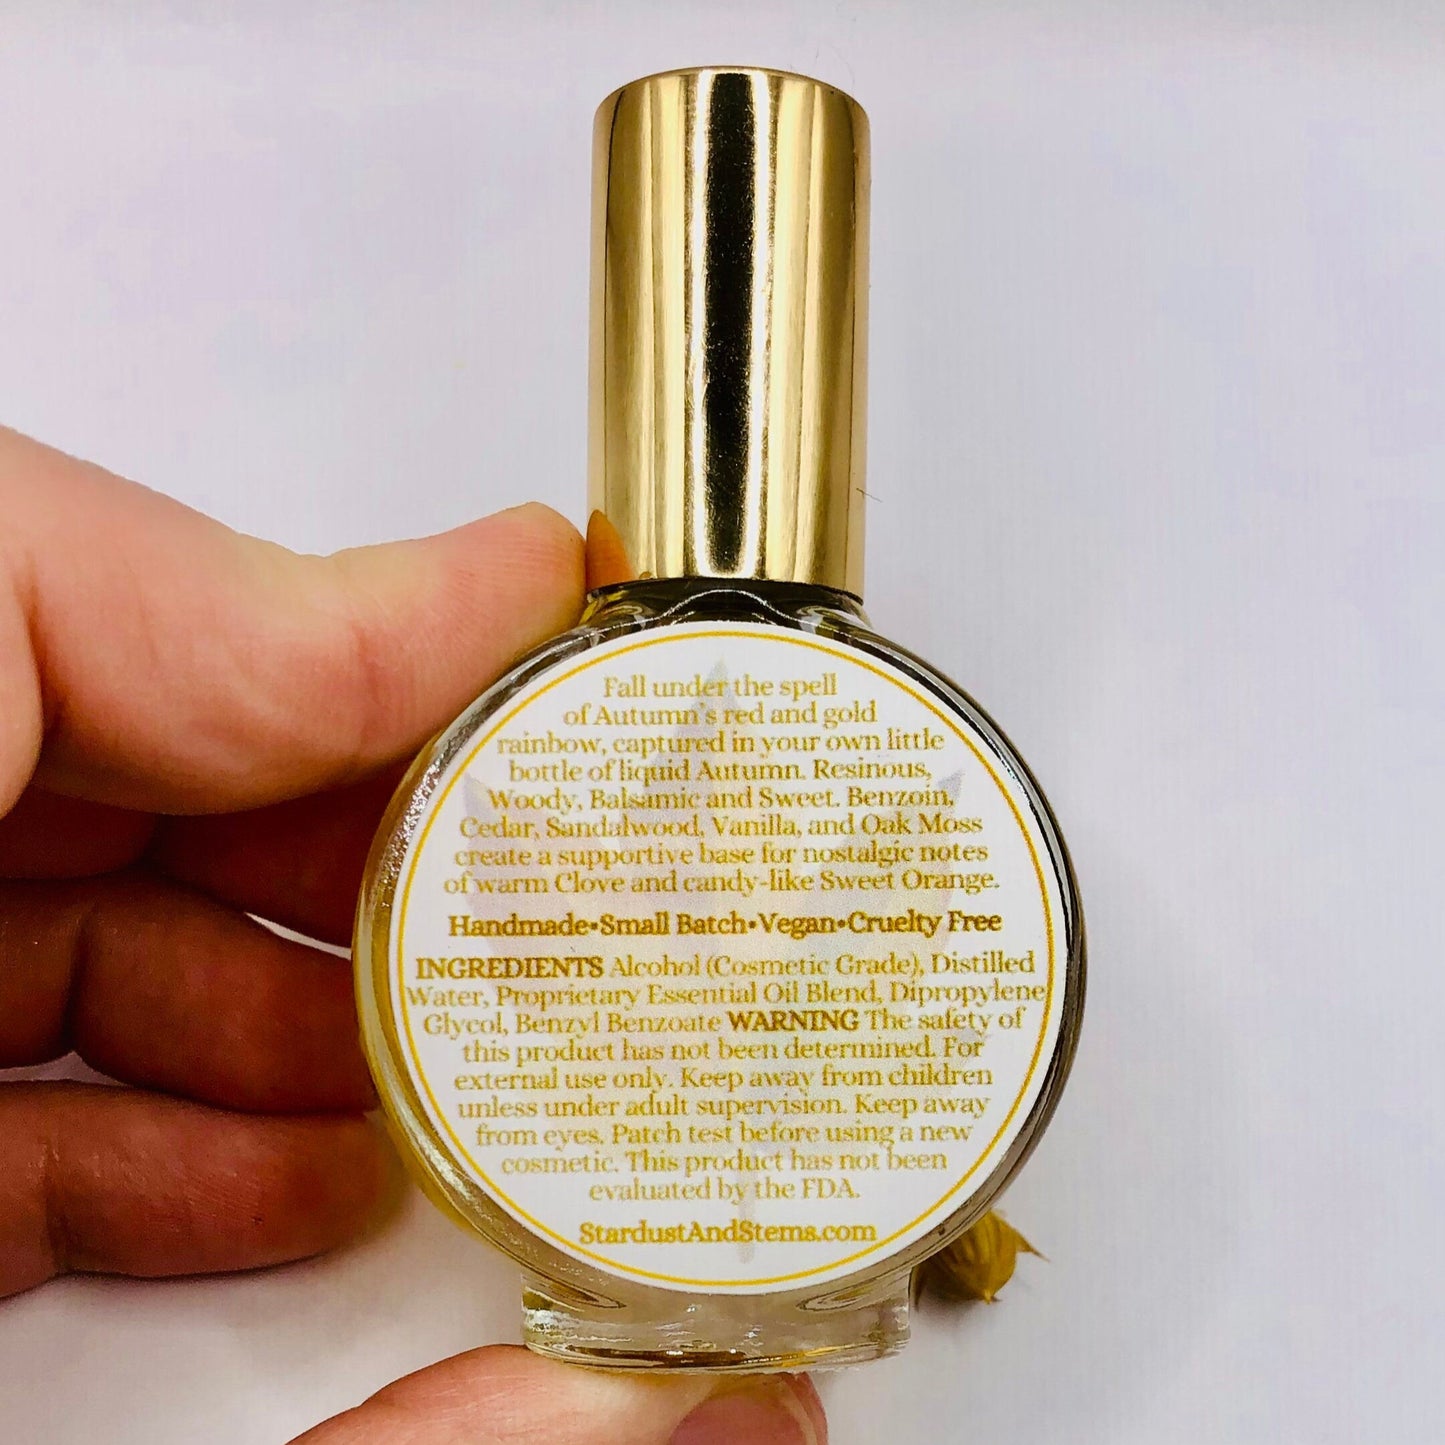 Fall under the spell
of Autumn's red and gold
rainbow, captured in your own little
bottle of liquid Autumn. Resinous,
Woody, Balsamic and Sweet. Benzoin,
Cedar, Sandalwood, Vanilla, and Oak Moss
create a supportive base for nostalgic notes
of warm Clove and candy-like Sweet Orange.
Handmade•Small Batch•Vegan•Cruelty Free
INGREDIENTS Alcohol (Cosmetic Grade), Distilled
Water, Proprietary Essential Oil Blend, Dipropylene
Glycol, Benzyl Benzoate WARNING The safety of
this product has not been determined. For
external use only. Keep away from children
unless under adult supervision. Keep away
from eyes. Patch test before using a new
cosmetic. This product has not been
evaluated by the FDA.
StardustAndStems.com